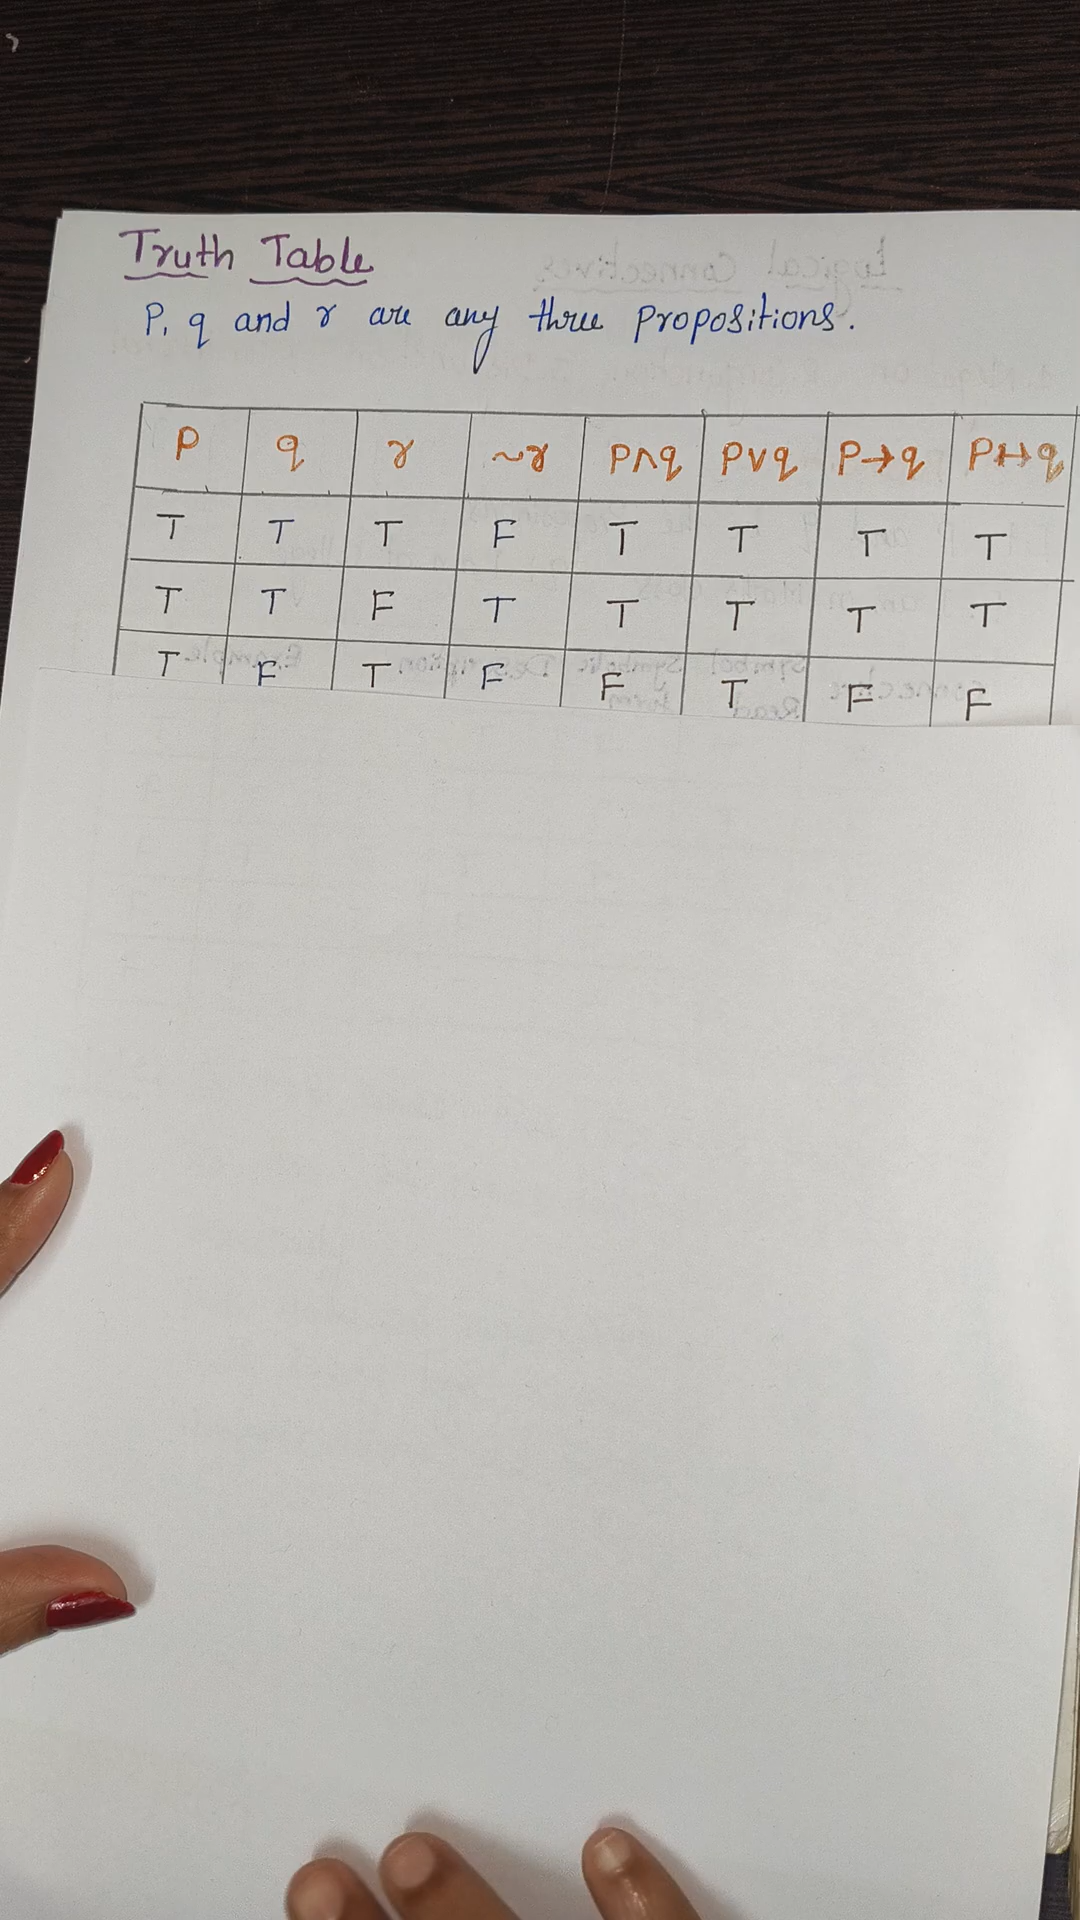 Truth Table
P, q and r are any three propositions.
P q r ~r P∧q P∨q P→q P↔q
T T T F T T T T
T T F T T T T T
T F T F F T F F